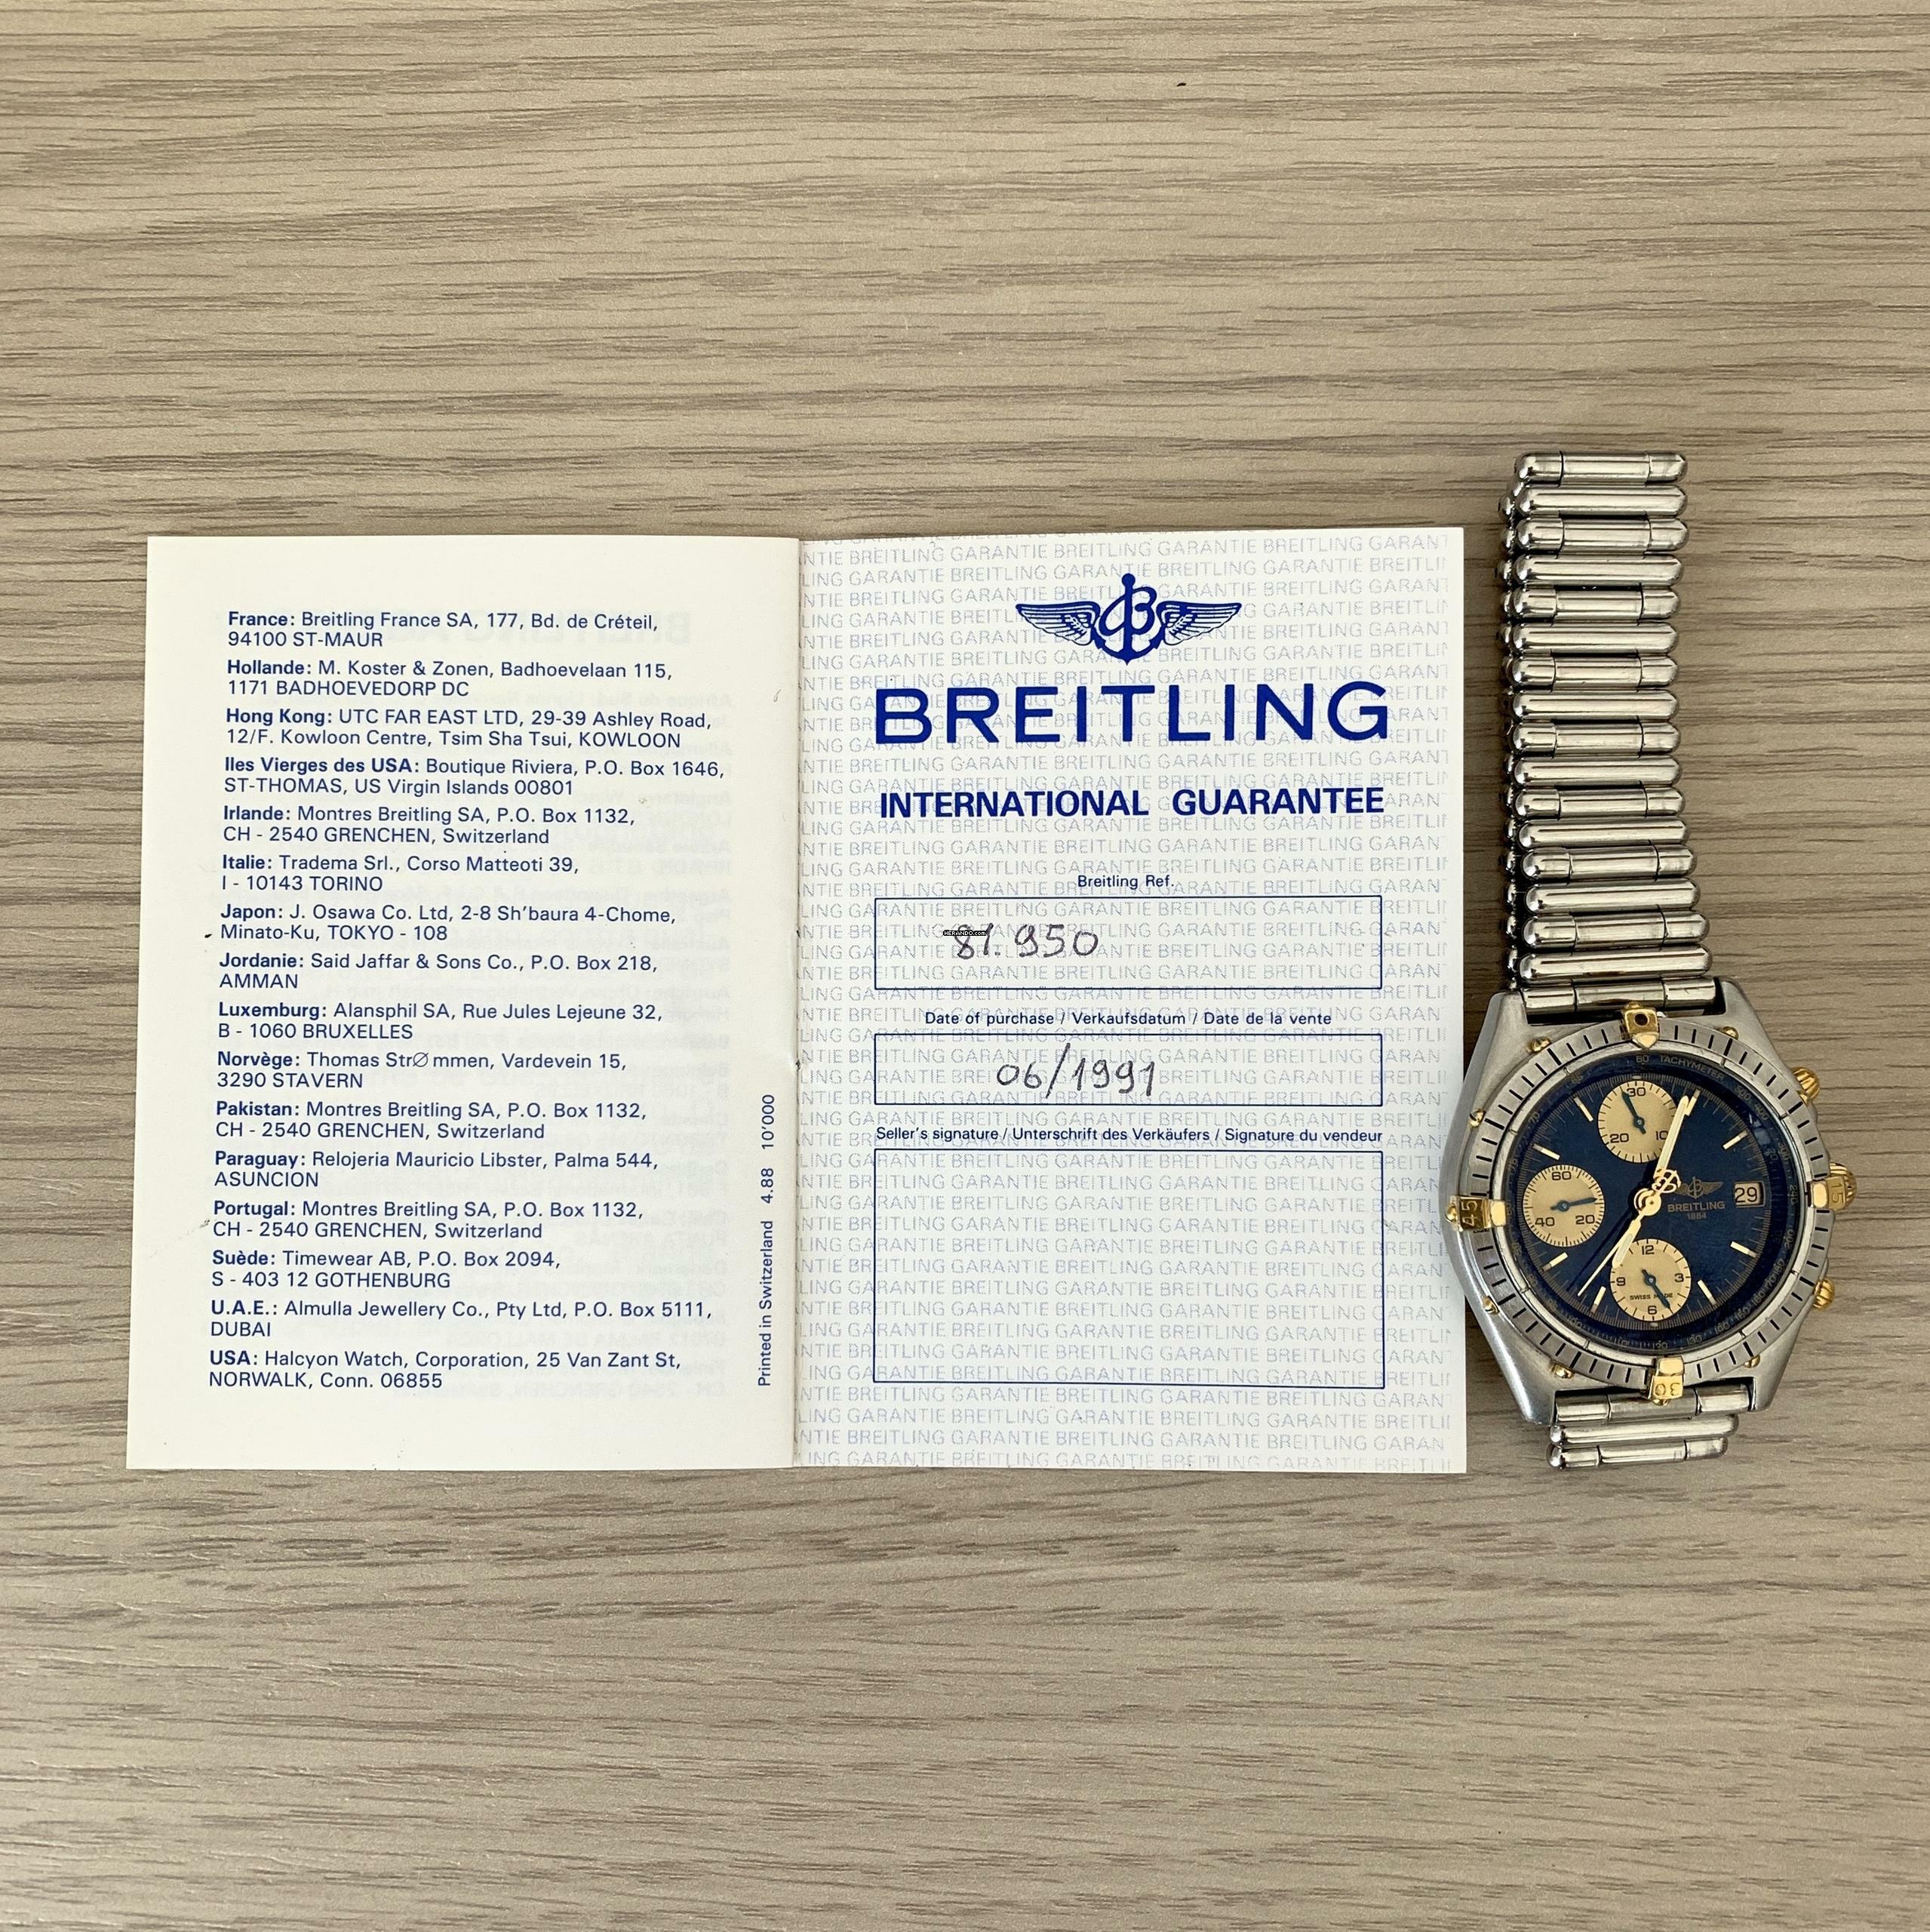 France: Breitling France SA, 177, Bd. de Créteil,
94100 ST-MAUR
Hollande: M. Koster & Zonen, Badhoevelaan 115,
1171 BADHOEVEDORP DC
Hong Kong: UTC FAR EAST LTD, 29-39 Ashley Road,
12/F. Kowloon Centre, Tsim Sha Tsui, KOWLOON
Iles Vierges des USA: Boutique Riviera, P.O. Box 1646,
ST-THOMAS, US Virgin Islands 00801
Irlande: Montres Breitling SA, P.O. Box 1132,
CH - 2540 GRENCHEN, Switzerland
Italie: Tradema Srl., Corso Matteoti 39,
I - 10143 TORINO
Japon: J. Osawa Co. Ltd, 2-8 Sh'baura 4-Chome,
Minato-Ku, TOKYO - 108
Jordanie: Said Jaffar & Sons Co., P.O. Box 218,
AMMAN
Luxemburg: Alansphil SA, Rue Jules Lejeune 32,
B - 1060 BRUXELLES
Norvège: Thomas StrØmmen, Vardevein 15,
3290 STAVERN
Pakistan: Montres Breitling SA, P.O. Box 1132,
CH - 2540 GRENCHEN, Switzerland
Paraguay: Relojeria Mauricio Libster, Palma 544,
ASUNCION
Portugal: Montres Breitling SA, P.O. Box 1132,
CH - 2540 GRENCHEN, Switzerland
Suède: Timewear AB, P.O. Box 2094,
S - 403 12 GOTHENBURG
U.A.E.: Almulla Jewellery Co., Pty Ltd, P.O. Box 5111,
DUBAI
USA: Halcyon Watch, Corporation, 25 Van Zant St,
NORWALK, Conn. 06855
Printed in Switzerland 4.88 10'000
BREITLING
INTERNATIONAL GUARANTEE
Breitling Ref.
81.950
Date of purchase / Verkaufsdatum / Date de la vente
06/1991
Seller's signature / Unterschrift des Verkäufers / Signature du vendeur
BREITLING GARANTIE
60 TACHYMETER
30
20 10
60
40 20
BREITLING
1884
29
12
9 3
6
SWISS MADE
15
30
45